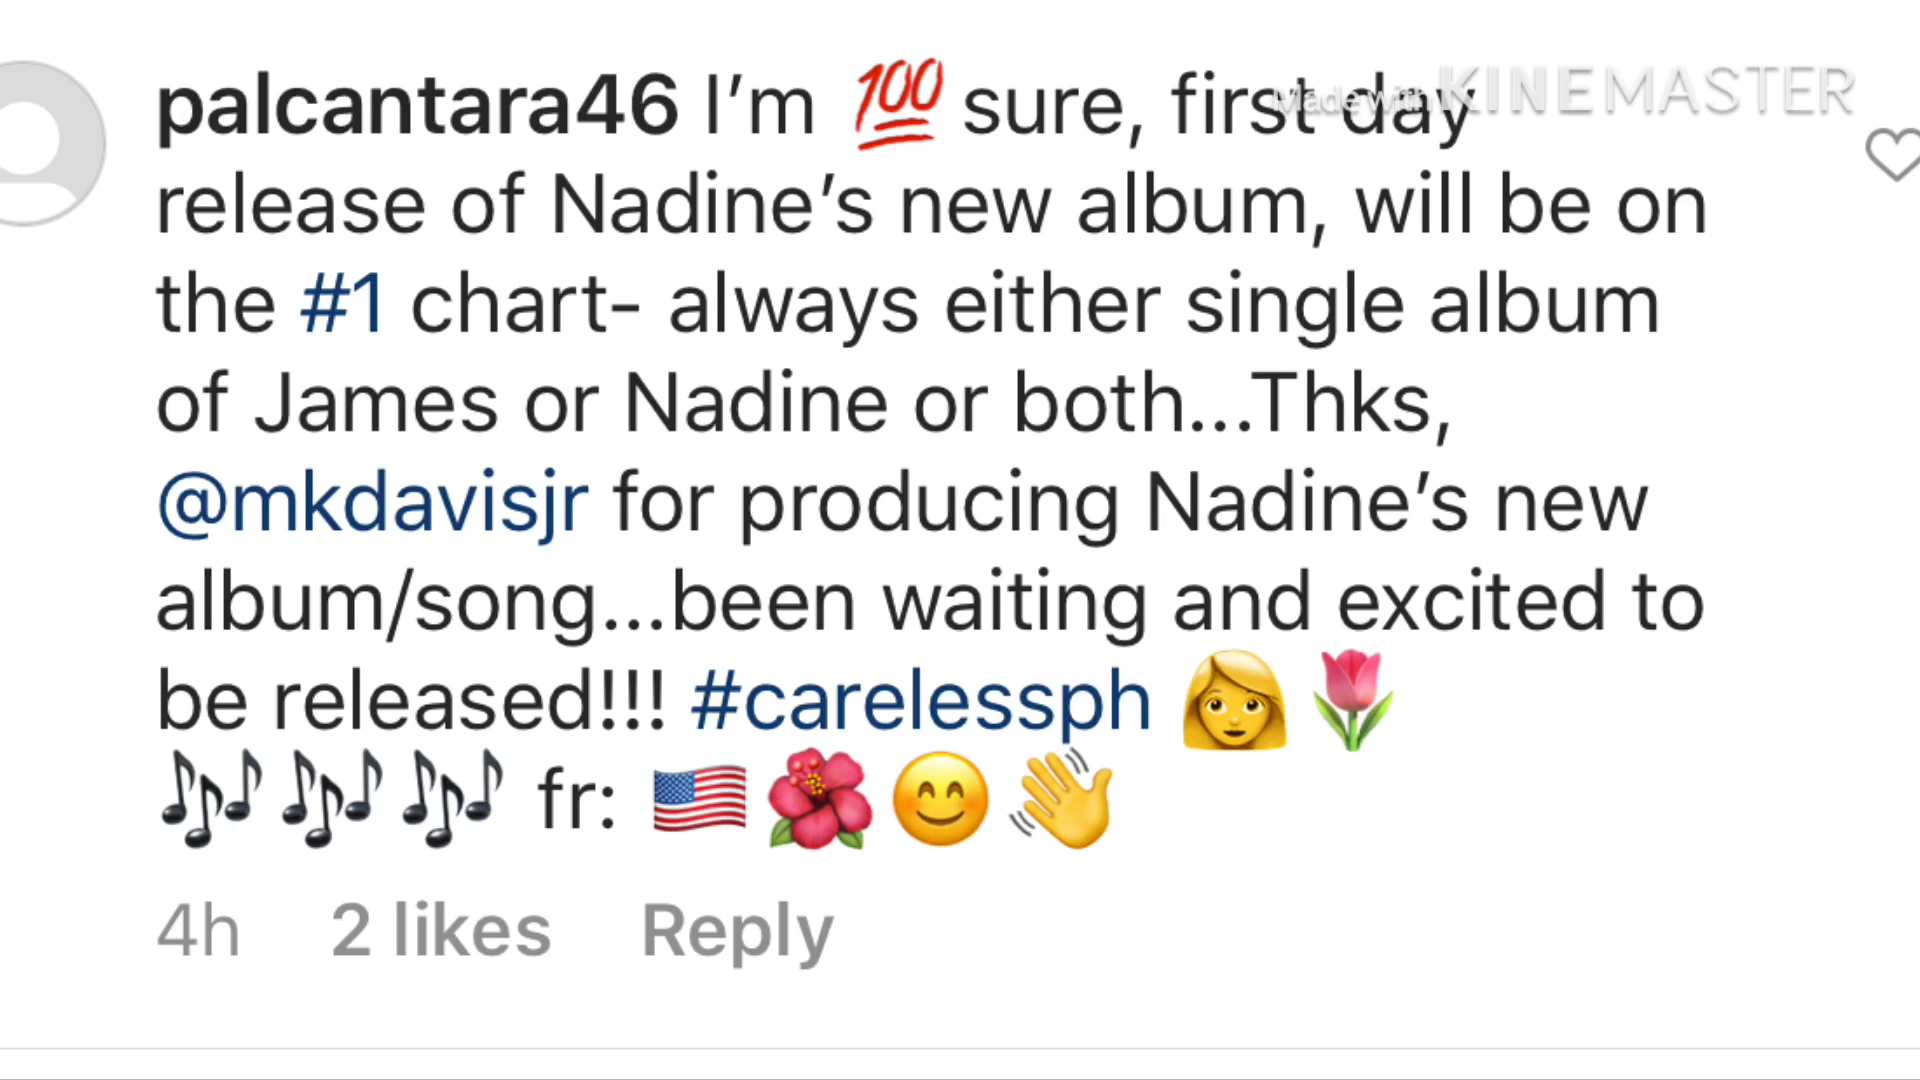 palcantara46 I’m 💯 sure, first day
Made with KINEMASTER
release of Nadine’s new album, will be on
the #1 chart- always either single album
of James or Nadine or both...Thks,
@mkdavisjr for producing Nadine’s new
album/song...been waiting and excited to
be released!!! #carelessph 👩🌷
🎶🎶🎶 fr: 🇺🇸🌺😊👋
4h 2 likes Reply